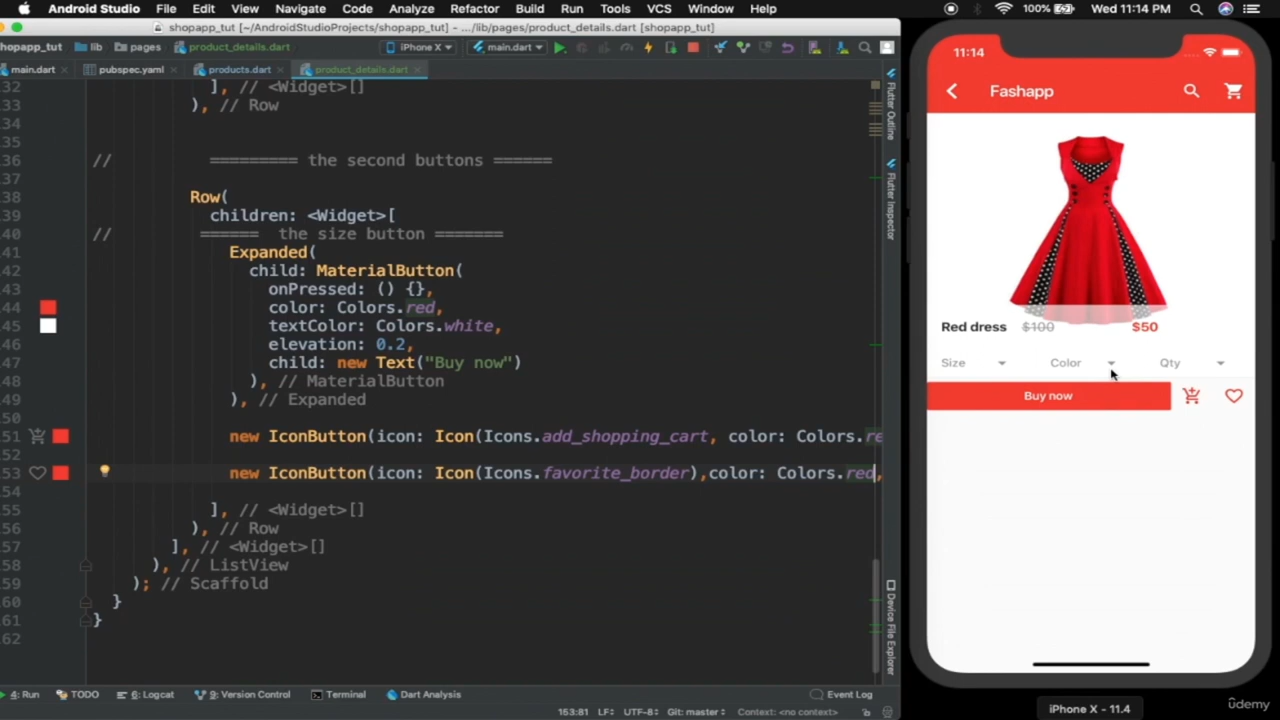 Android Studio File Edit View Navigate Code Analyze Refactor Build Run Tools VCS Window Help 100% Wed 11:14 PM
shopapp_tut [~/AndroidStudioProjects/shopapp_tut] - .../lib/pages/product_details.dart [shopapp_tut]
hopapp_tut lib pages product_details.dart iPhone X main.dart
main.dart pubspec.yaml products.dart product_details.dart
32 ], // <Widget>[]
33 ), // Row
34
35
36 // ========= the second buttons ======
37
38 Row(
39 children: <Widget>[
40 // ====== the size button =======
41 Expanded(
42 child: MaterialButton(
43 onPressed: () {},
44 color: Colors.red,
45 textColor: Colors.white,
46 elevation: 0.2,
47 child: new Text("Buy now")
48 ), // MaterialButton
49 ), // Expanded
50
51 new IconButton(icon: Icon(Icons.add_shopping_cart, color: Colors.re
52
53 new IconButton(icon: Icon(Icons.favorite_border),color: Colors.red,
54
55 ], // <Widget>[]
56 ), // Row
57 ], // <Widget>[]
58 ), // ListView
59 ); // Scaffold
60 }
61 }
62
Flutter Outline
Flutter Inspector
Device File Explorer
4: Run TODO 6: Logcat 9: Version Control Terminal Dart Analysis Event Log
153:81 LF÷ UTF-8÷ Git: master÷ Context: <no context>
11:14
Fashapp
Red dress $100 $50
Size Color Qty
Buy now
iPhone X - 11.4
ûdemy